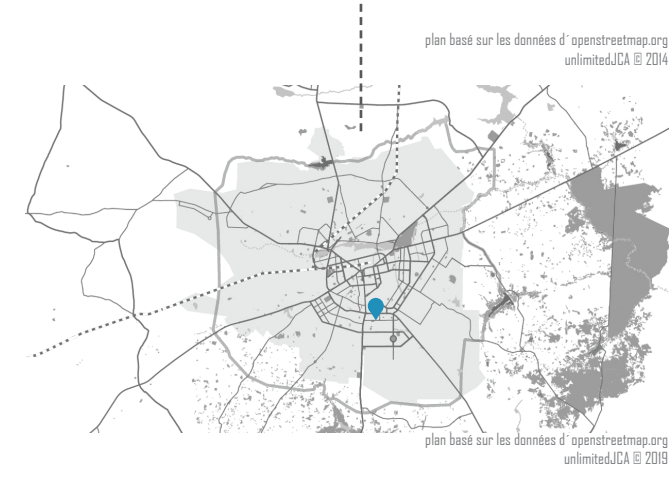 plan basé sur les données d´openstreetmap.org
unlimitedJCA © 2014
plan basé sur les données d´openstreetmap.org
unlimitedJCA © 2019